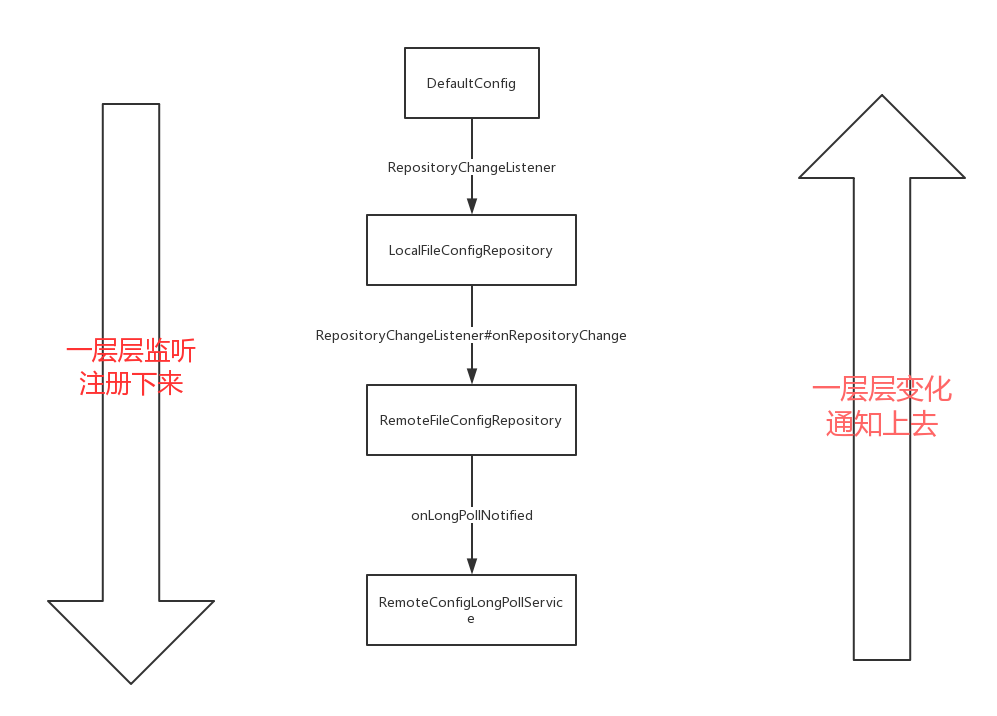 DefaultConfig
RepositoryChangeListener
LocalFileConfigRepository
RepositoryChangeListener#onRepositoryChange
一层层监听
注册下来
一层层变化
通知上去
RemoteFileConfigRepository
onLongPollNotified
RemoteConfigLongPollServic
e